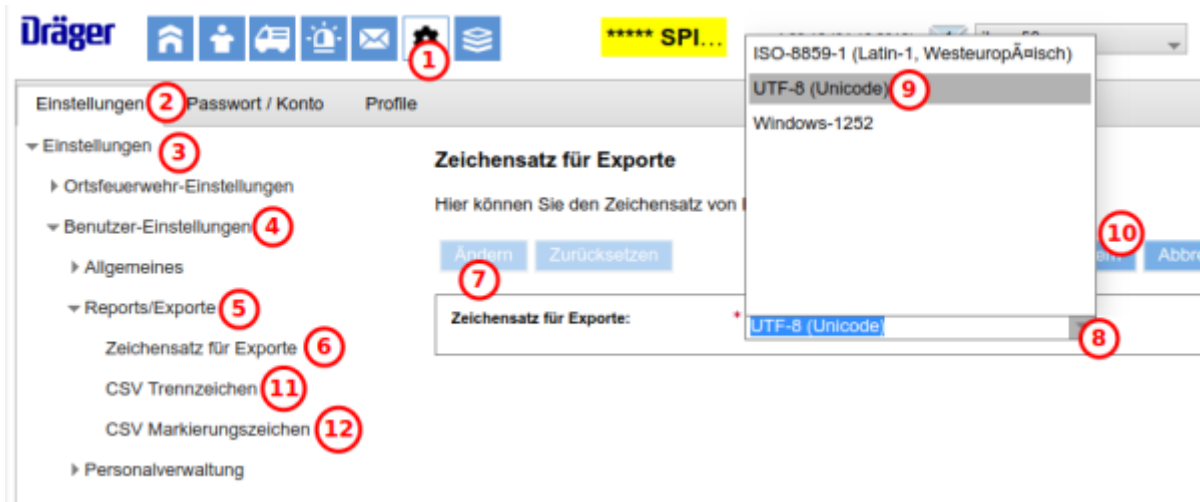 Dräger
***** SPI...
1
ISO-8859-1 (Latin-1, WesteuropÃ¤isch)
UTF-8 (Unicode) 9
Windows-1252
Einstellungen 2 Passwort / Konto Profile
Einstellungen 3
Ortsfeuerwehr-Einstellungen
Benutzer-Einstellungen 4
Allgemeines
Reports/Exporte 5
Zeichensatz für Exporte 6
CSV Trennzeichen 11
CSV Markierungszeichen 12
Personalverwaltung
Zeichensatz für Exporte
Hier können Sie den Zeichensatz von
Ändern Zurücksetzen 10 Abbre
7
Zeichensatz für Exporte: * UTF-8 (Unicode) 8